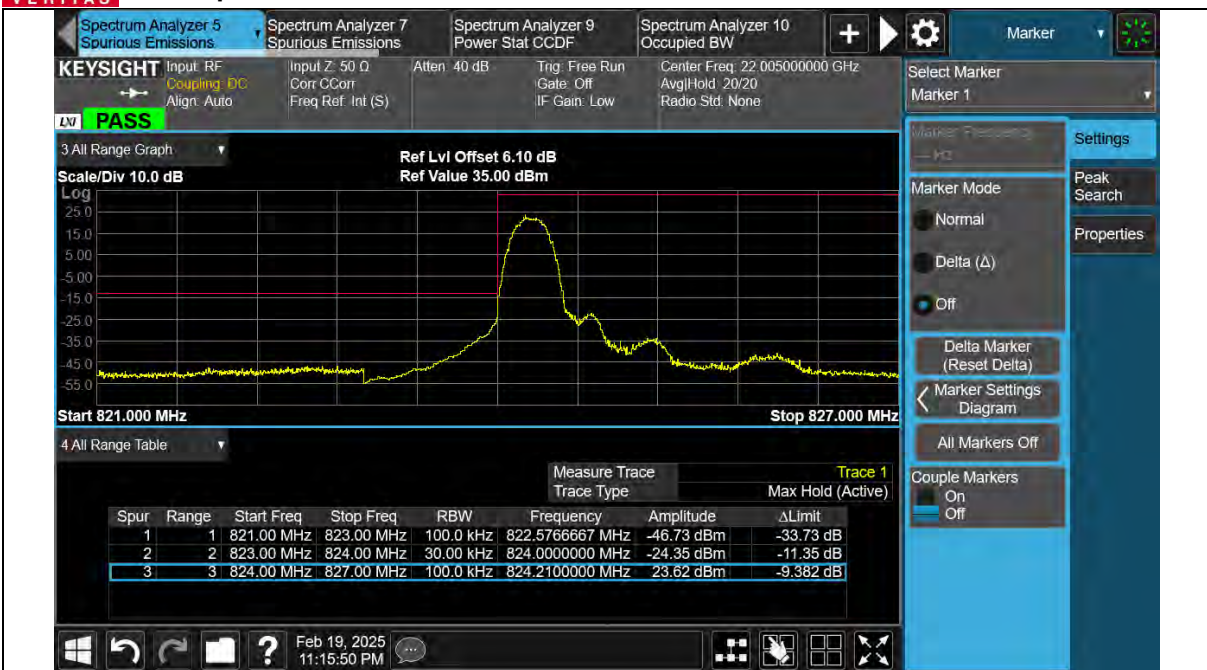 VERITAS
Spectrum Analyzer 5
Spurious Emissions
Spectrum Analyzer 7
Spurious Emissions
Spectrum Analyzer 9
Power Stat CCDF
Spectrum Analyzer 10
Occupied BW
Marker
KEYSIGHT Input: RF Input Z: 50 Ω Atten: 40 dB Trig: Free Run Center Freq: 22.005000000 GHz
Coupling: DC Corr CCorr Gate: Off Avg|Hold: 20/20
Align: Auto Freq Ref: Int (S) IF Gain: Low Radio Std: None
LXI PASS
Select Marker
Marker 1
3 All Range Graph
Ref Lvl Offset 6.10 dB
Scale/Div 10.0 dB Ref Value 35.00 dBm
Log
25.0
15.0
5.00
-5.00
-15.0
-25.0
-35.0
-45.0
-55.0
Start 821.000 MHz Stop 827.000 MHz
4 All Range Table
Measure Trace Trace 1
Trace Type Max Hold (Active)
Spur Range Start Freq Stop Freq RBW Frequency Amplitude ΔLimit
1 1 821.00 MHz 823.00 MHz 100.0 kHz 822.5766667 MHz -46.73 dBm -33.73 dB
2 2 823.00 MHz 824.00 MHz 30.00 kHz 824.0000000 MHz -24.35 dBm -11.35 dB
3 3 824.00 MHz 827.00 MHz 100.0 kHz 824.2100000 MHz 23.62 dBm -9.382 dB
Marker Frequency
--- Hz
Marker Mode
Normal
Delta (Δ)
Off
Delta Marker
(Reset Delta)
Marker Settings
Diagram
All Markers Off
Couple Markers
On
Off
Settings
Peak
Search
Properties
? Feb 19, 2025
11:15:50 PM